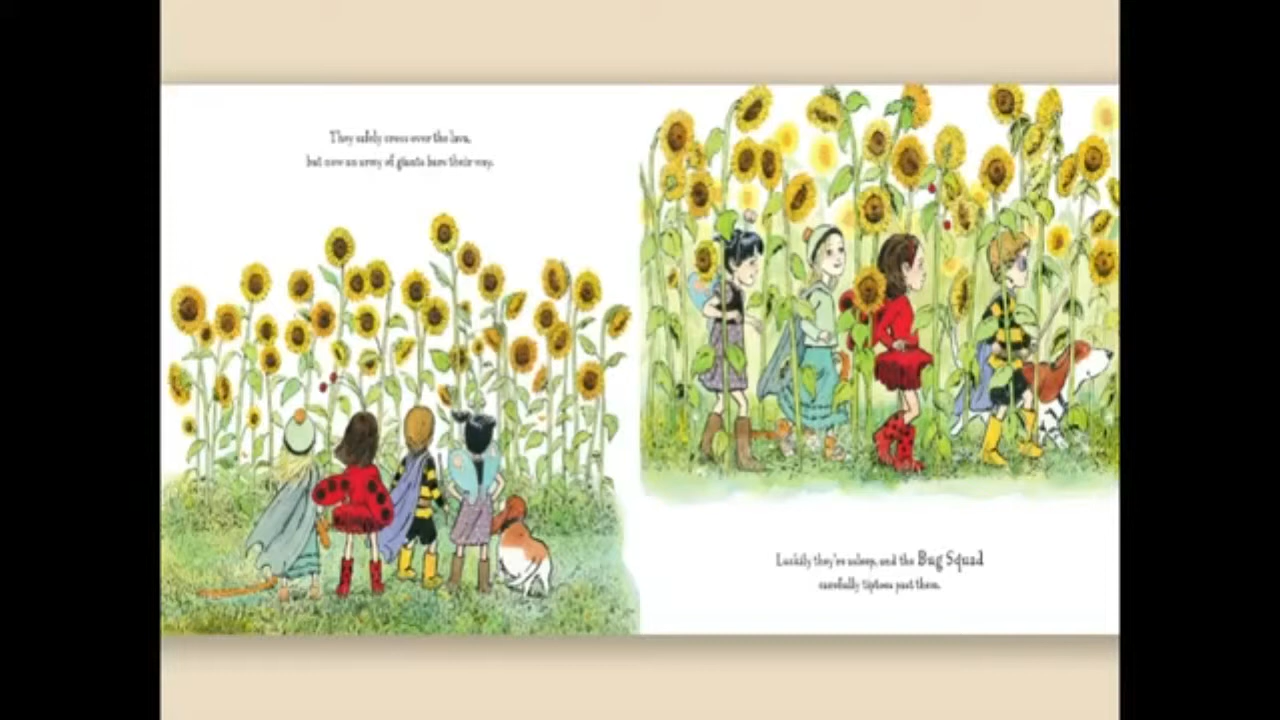 They safely cross over the lava,
but now an army of giants bars their way.
Luckily they're asleep, and the Bug Squad
carefully tiptoes past them.